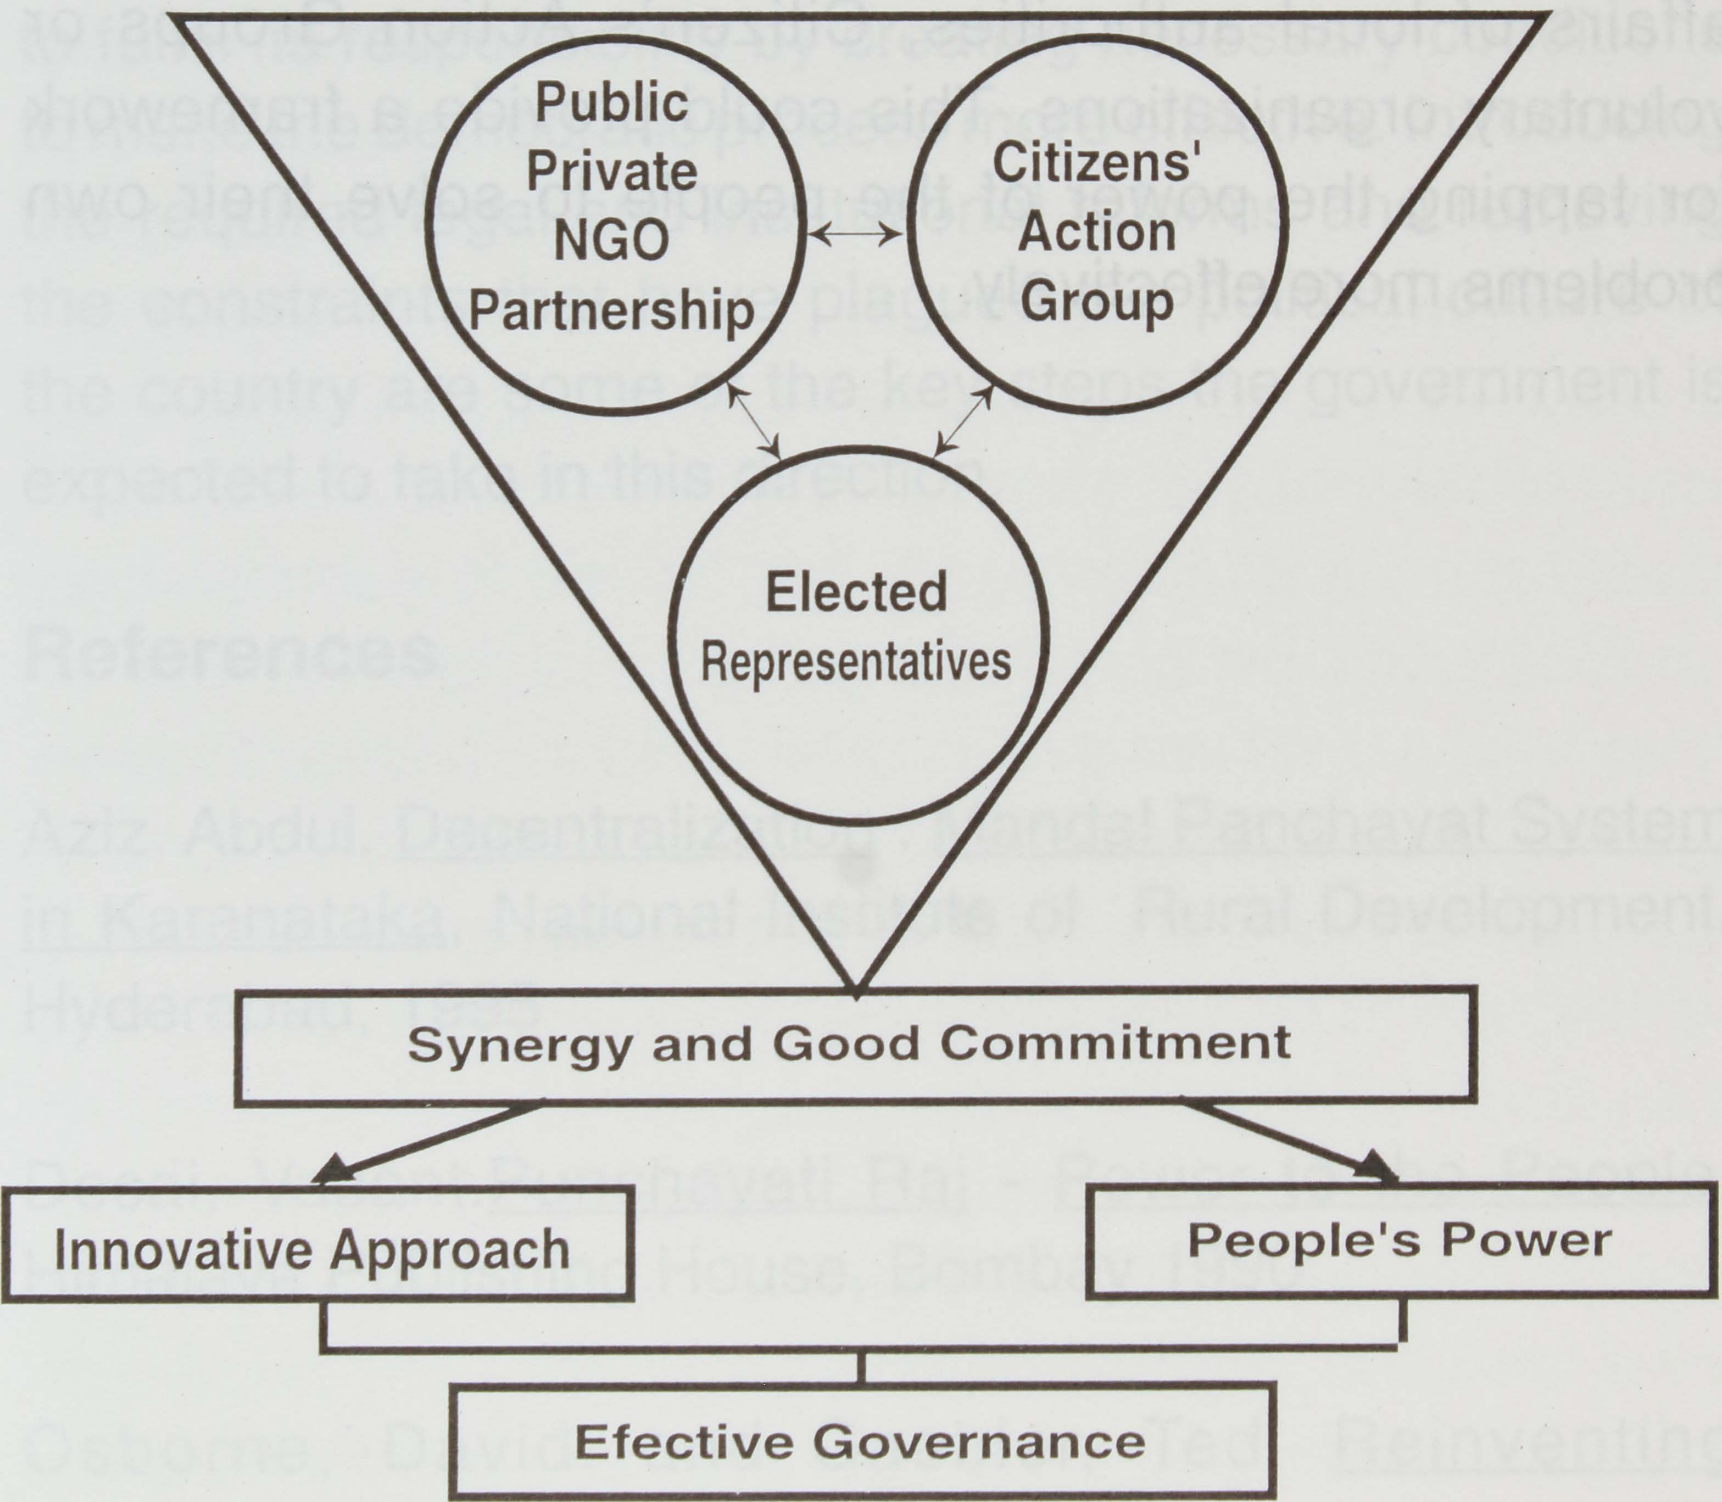 Public
Private
NGO
Partnership
Citizens'
Action
Group
Elected
Representatives
Synergy and Good Commitment
Innovative Approach
People's Power
Efective Governance